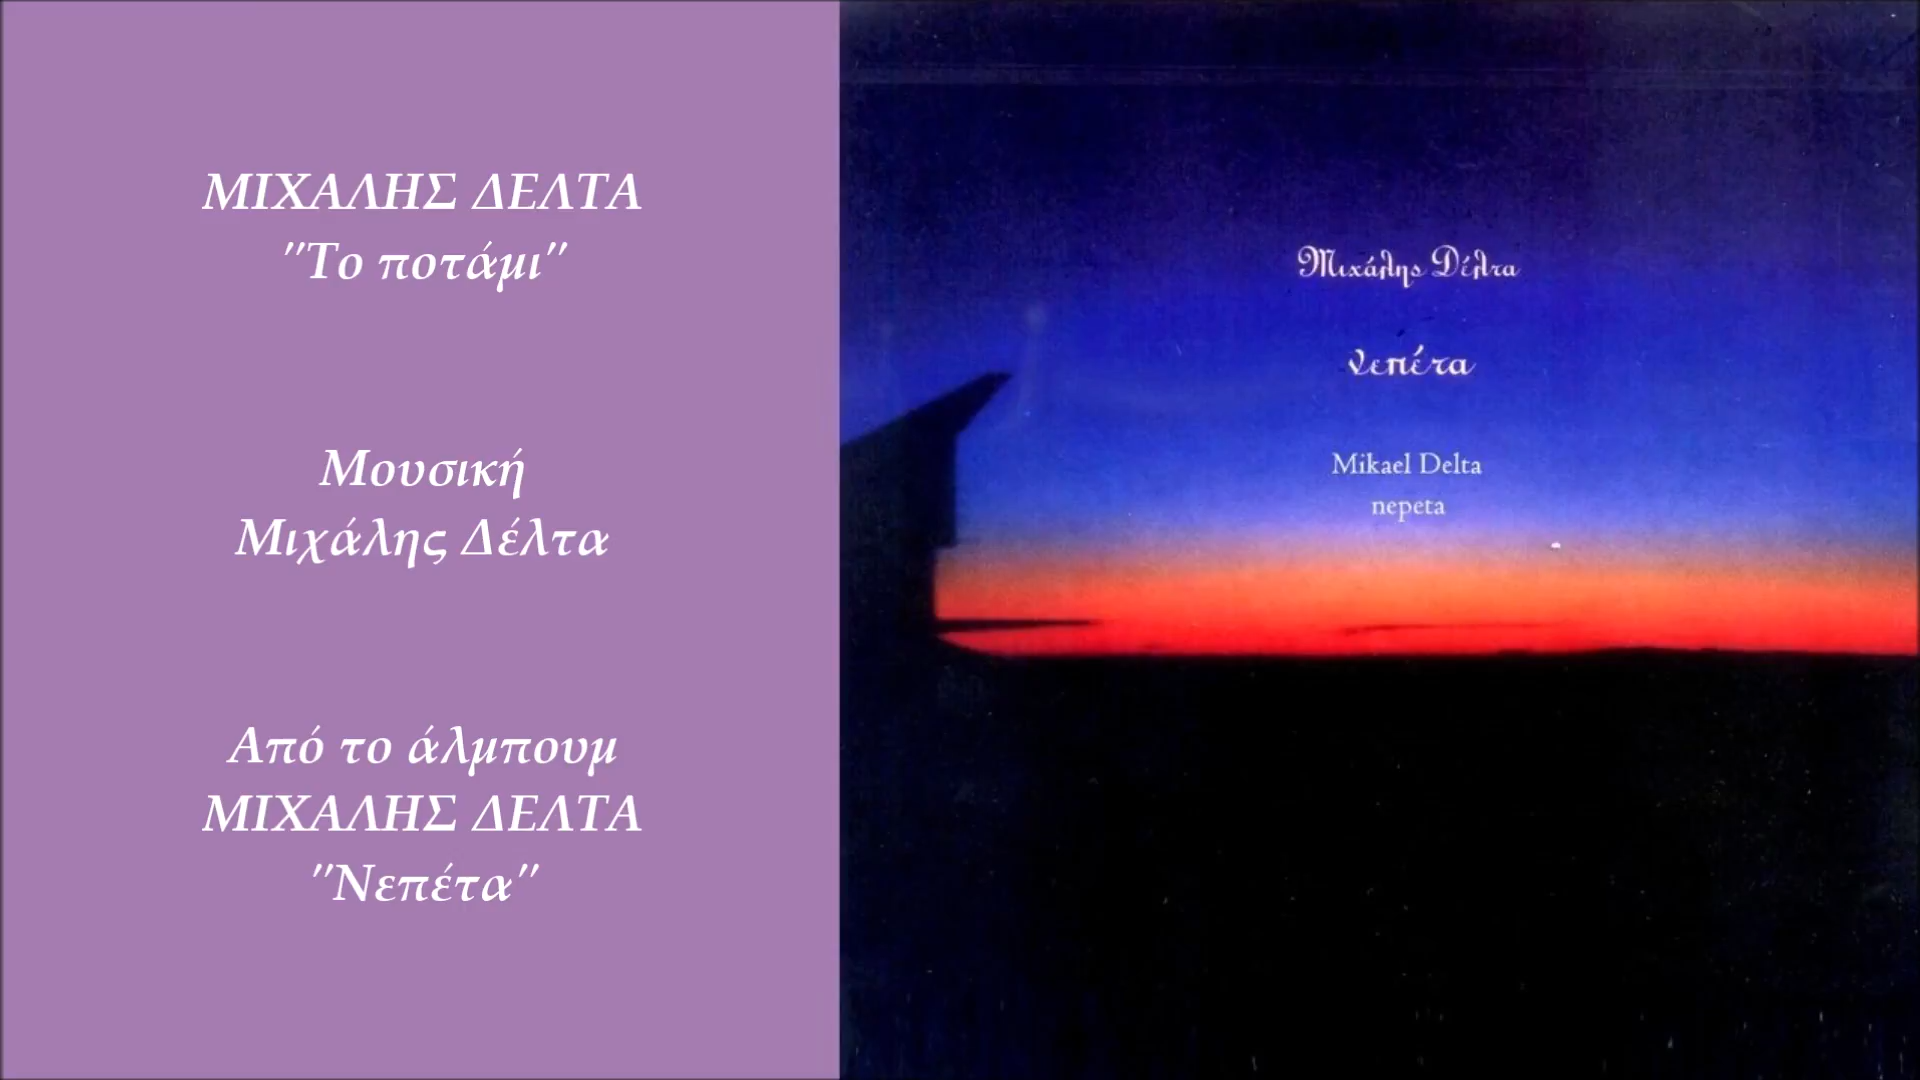 ΜΙΧΑΛΗΣ ΔΕΛΤΑ
"Το ποτάμι"
Μουσική
Μιχάλης Δέλτα
Από το άλμπουμ
ΜΙΧΑΛΗΣ ΔΕΛΤΑ
"Νεπέτα"
Μιχάλης Δέλτα
νεπέτα
Mikael Delta
nepeta